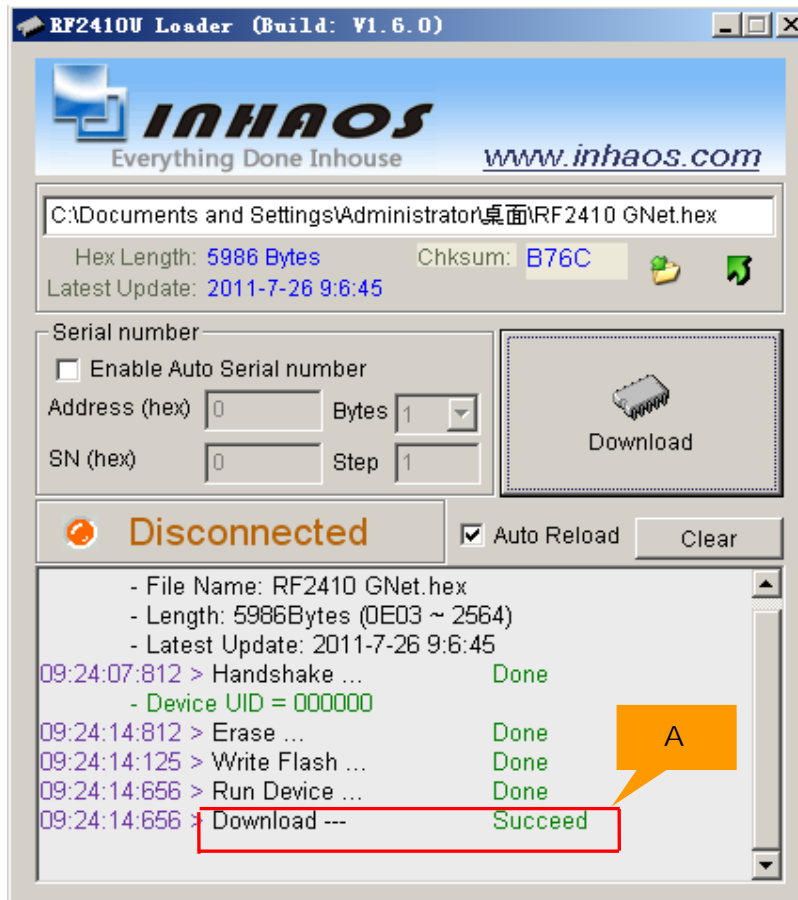 RF2410U Loader (Build: V1.6.0)
INHAOS
Everything Done Inhouse
www.inhaos.com
C:\Documents and Settings\Administrator\桌面\RF2410 GNet.hex
Hex Length: 5986 Bytes Chksum: B76C
Latest Update: 2011-7-26 9:6:45
Serial number
Enable Auto Serial number
Address (hex) 0 Bytes 1
SN (hex) 0 Step 1
Download
Disconnected
Auto Reload
Clear
- File Name: RF2410 GNet.hex
- Length: 5986Bytes (0E03 ~ 2564)
- Latest Update: 2011-7-26 9:6:45
09:24:07:812 > Handshake ... Done
- Device UID = 000000
09:24:14:812 > Erase ... Done
09:24:14:125 > Write Flash ... Done
09:24:14:656 > Run Device ... Done
09:24:14:656 > Download --- Succeed
A